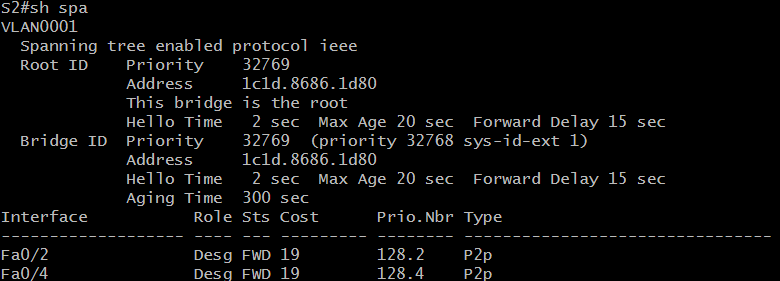 S2#sh spa
VLAN0001
  Spanning tree enabled protocol ieee
  Root ID    Priority    32769
             Address     1c1d.8686.1d80
             This bridge is the root
             Hello Time   2 sec  Max Age 20 sec  Forward Delay 15 sec
  Bridge ID  Priority    32769  (priority 32768 sys-id-ext 1)
             Address     1c1d.8686.1d80
             Hello Time   2 sec  Max Age 20 sec  Forward Delay 15 sec
             Aging Time  300 sec
Interface           Role Sts Cost      Prio.Nbr Type
------------------- ---- --- --------- -------- --------------------------------
Fa0/2               Desg FWD 19        128.2    P2p
Fa0/4               Desg FWD 19        128.4    P2p